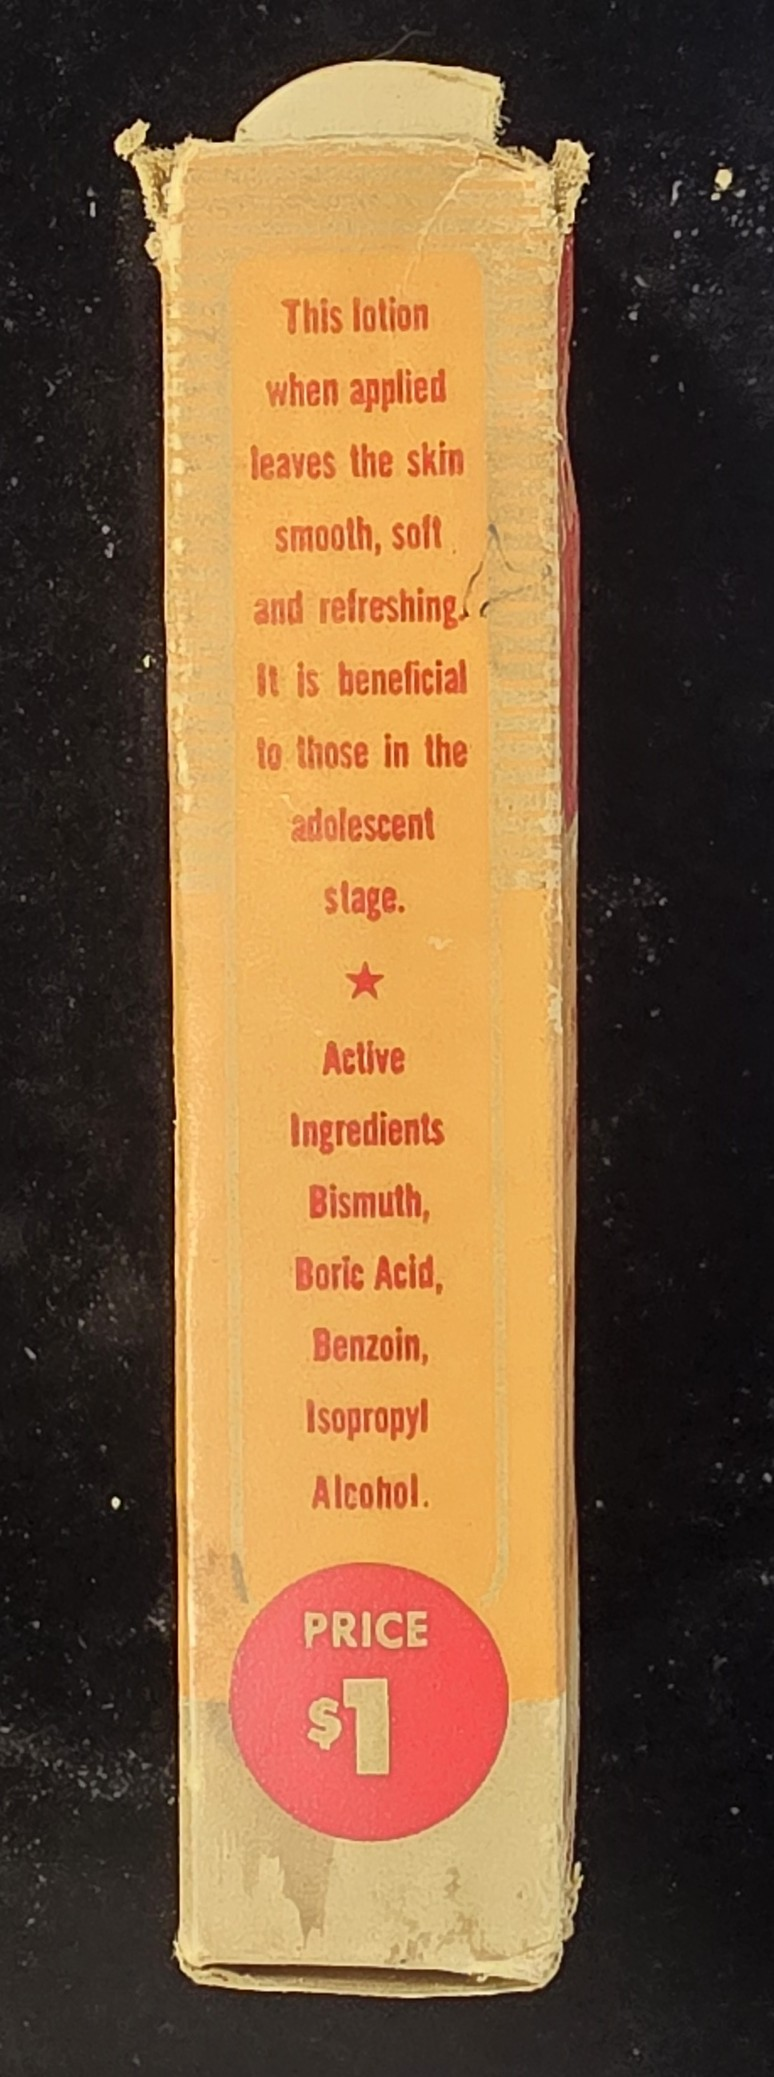 This lotion
when applied
leaves the skin
smooth, soft
and refreshing.
It is beneficial
to those in the
adolescent
stage.
★
Active
Ingredients
Bismuth,
Boric Acid,
Benzoin,
Isopropyl
Alcohol.
PRICE
$1